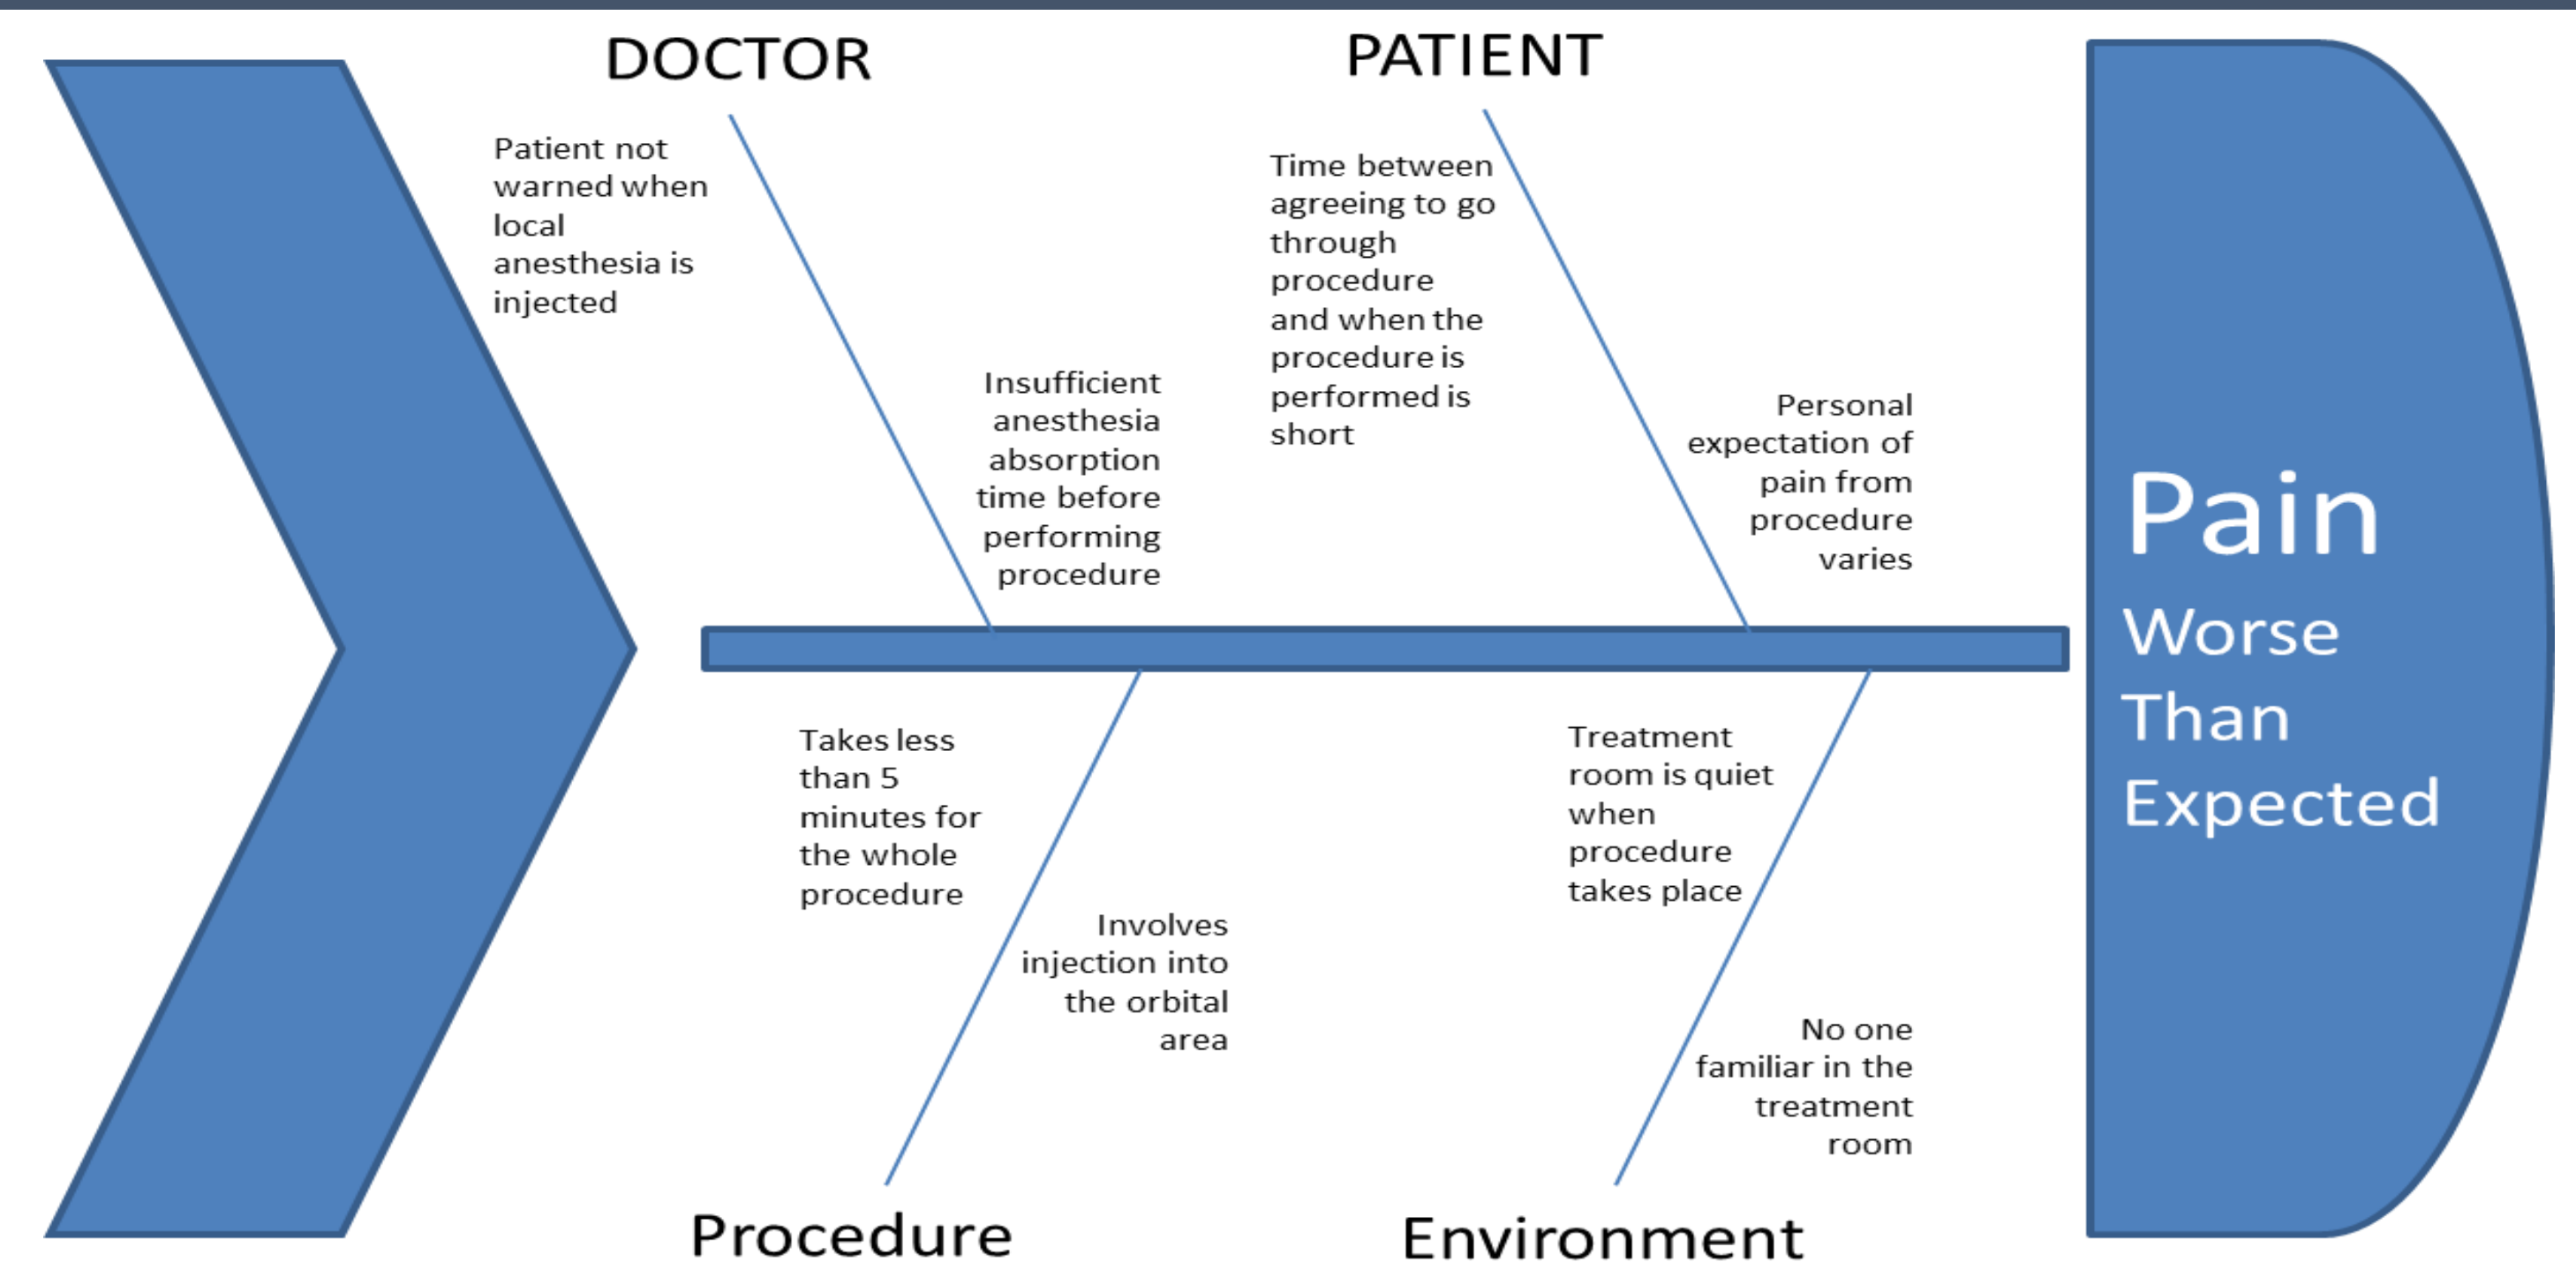 DOCTOR
Patient not
warned when
local
anesthesia is
injected
Insufficient
anesthesia
absorption
time before
performing
procedure
PATIENT
Time between
agreeing to go
through
procedure
and when the
procedure is
performed is
short
Personal
expectation of
pain from
procedure
varies
Takes less
than 5
minutes for
the whole
procedure
Involves
injection into
the orbital
area
Procedure
Treatment
room is quiet
when
procedure
takes place
No one
familiar in the
treatment
room
Environment
Pain
Worse
Than
Expected